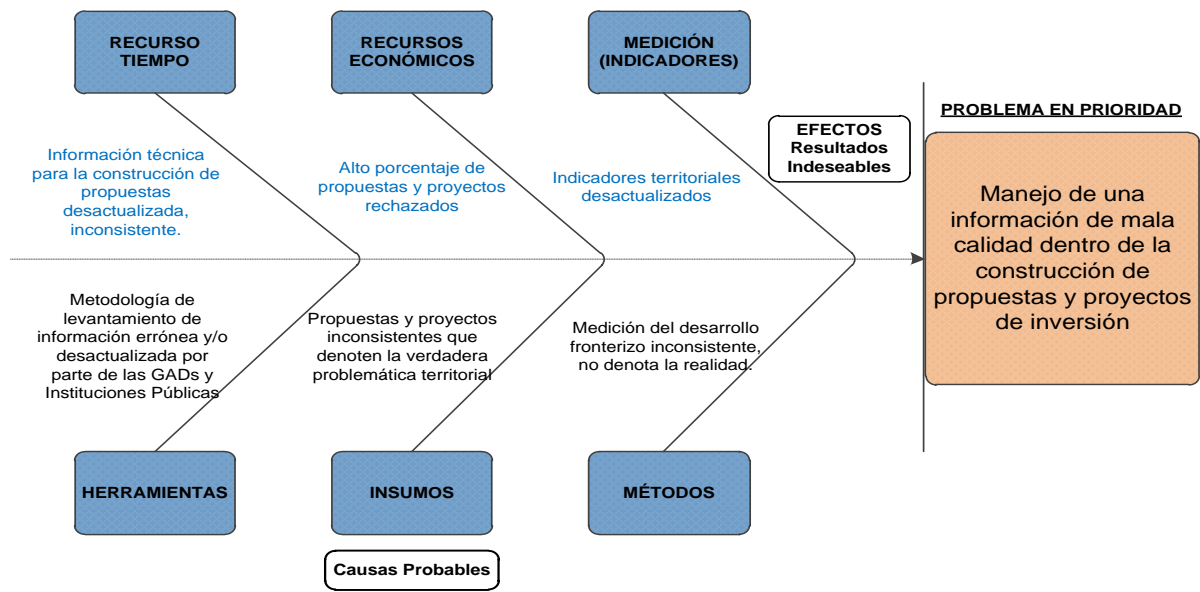 RECURSO
TIEMPO
RECURSOS
ECONÓMICOS
MEDICIÓN
(INDICADORES)
PROBLEMA EN PRIORIDAD
EFECTOS
Resultados
Indeseables
Información técnica
para la construcción de
propuestas
desactualizada,
inconsistente.
Alto porcentaje de
propuestas y proyectos
rechazados
Indicadores territoriales
desactualizados
Manejo de una
información de mala
calidad dentro de la
construcción de
propuestas y proyectos
de inversión
Metodología de
levantamiento de
información errónea y/o
desactualizada por
parte de las GADs y
Instituciones Públicas
Propuestas y proyectos
inconsistentes que
denoten la verdadera
problemática territorial
Medición del desarrollo
fronterizo inconsistente,
no denota la realidad.
HERRAMIENTAS
INSUMOS
MÉTODOS
Causas Probables